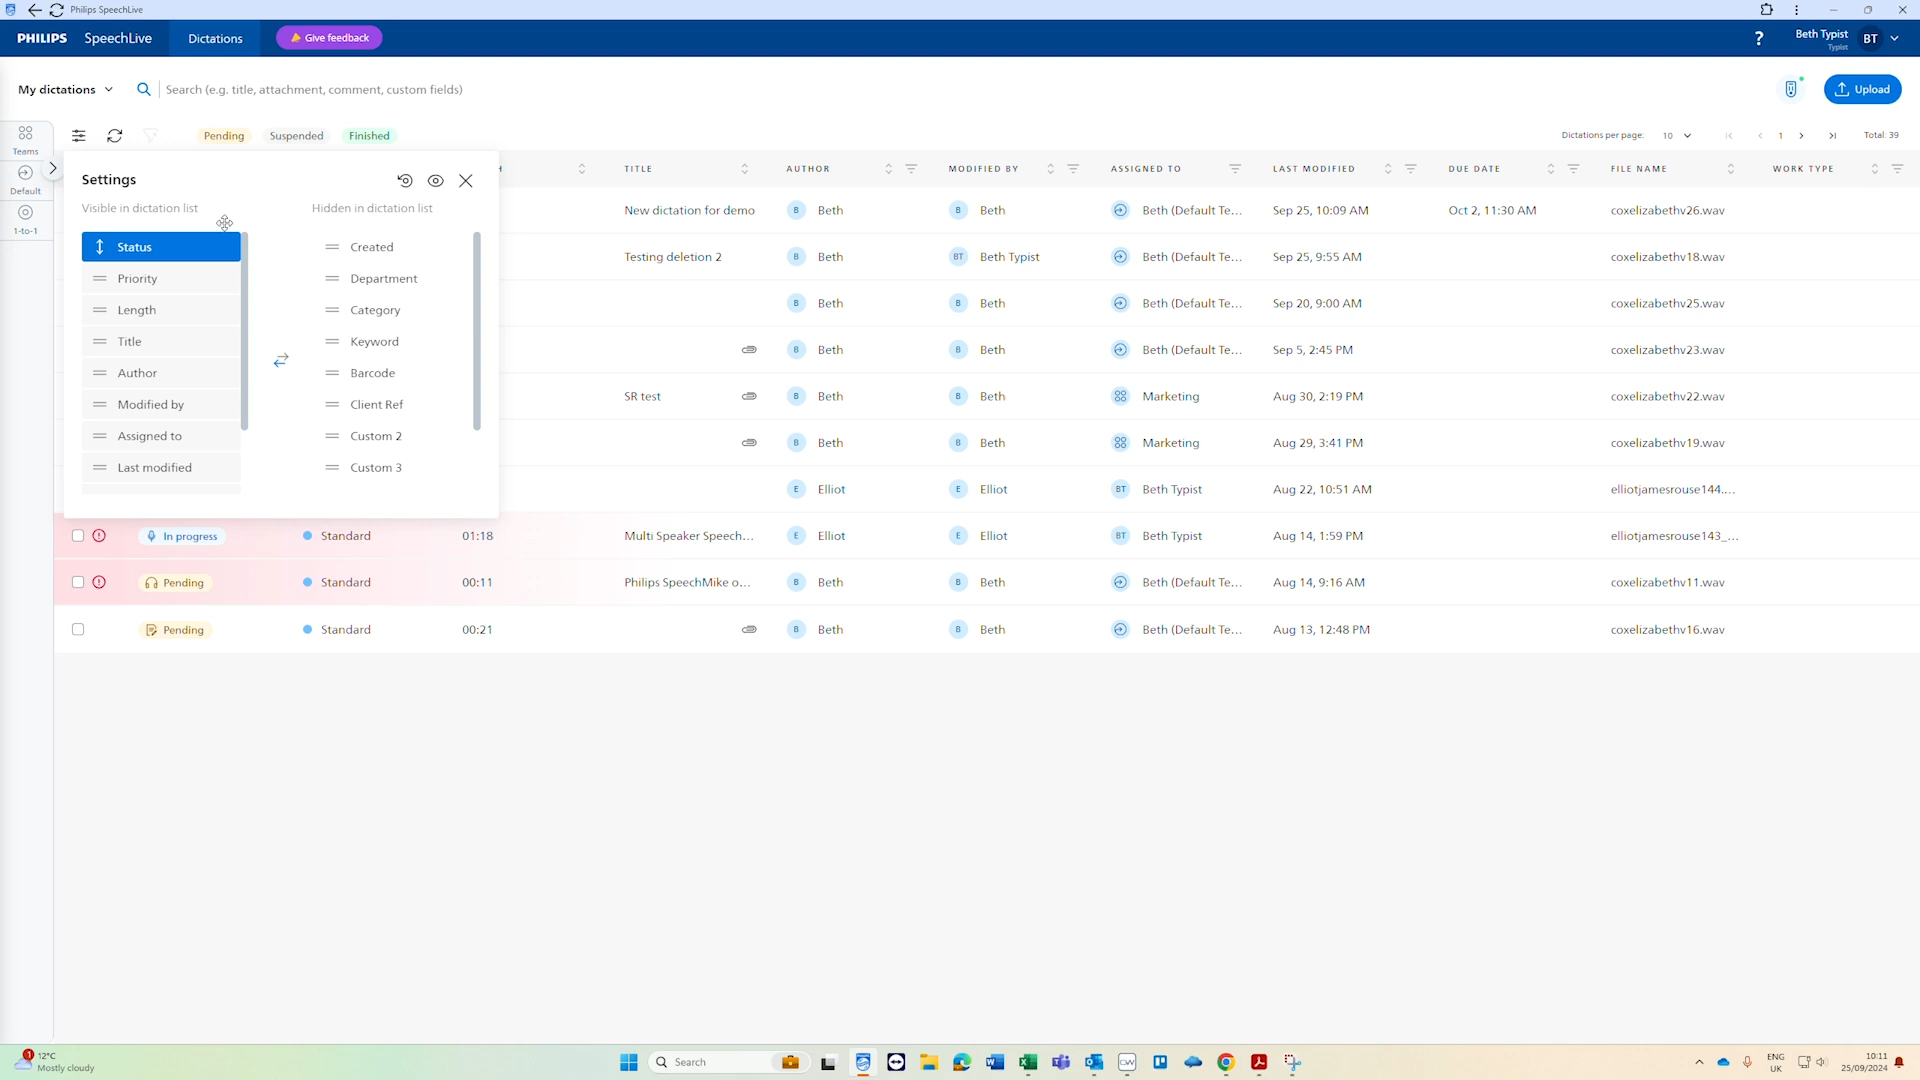 Philips SpeechLive
PHILIPS SpeechLive Dictations Give feedback ? Beth Typist Typist BT
My dictations Search (e.g. title, attachment, comment, custom fields) Upload
Teams Pending Suspended Finished Dictations per page: 10 1 Total: 39
Default
1-to-1
Settings
Visible in dictation list Hidden in dictation list
Status Created
Priority Department
Length Category
Title Keyword
Author Barcode
Modified by Client Ref
Assigned to Custom 2
Last modified Custom 3
H TITLE AUTHOR MODIFIED BY ASSIGNED TO LAST MODIFIED DUE DATE FILE NAME WORK TYPE
New dictation for demo B Beth B Beth Beth (Default Te... Sep 25, 10:09 AM Oct 2, 11:30 AM coxelizabethv26.wav
Testing deletion 2 B Beth BT Beth Typist Beth (Default Te... Sep 25, 9:55 AM coxelizabethv18.wav
B Beth B Beth Beth (Default Te... Sep 20, 9:00 AM coxelizabethv25.wav
B Beth B Beth Beth (Default Te... Sep 5, 2:45 PM coxelizabethv23.wav
SR test B Beth B Beth Marketing Aug 30, 2:19 PM coxelizabethv22.wav
B Beth B Beth Marketing Aug 29, 3:41 PM coxelizabethv19.wav
E Elliot E Elliot BT Beth Typist Aug 22, 10:51 AM elliotjamesrouse144....
In progress Standard 01:18 Multi Speaker Speech... E Elliot E Elliot BT Beth Typist Aug 14, 1:59 PM elliotjamesrouse143_...
Pending Standard 00:11 Philips SpeechMike o... B Beth B Beth Beth (Default Te... Aug 14, 9:16 AM coxelizabethv11.wav
Pending Standard 00:21 B Beth B Beth Beth (Default Te... Aug 13, 12:48 PM coxelizabethv16.wav
1 12°C Search CW ENG 10:11
Mostly cloudy UK 25/09/2024